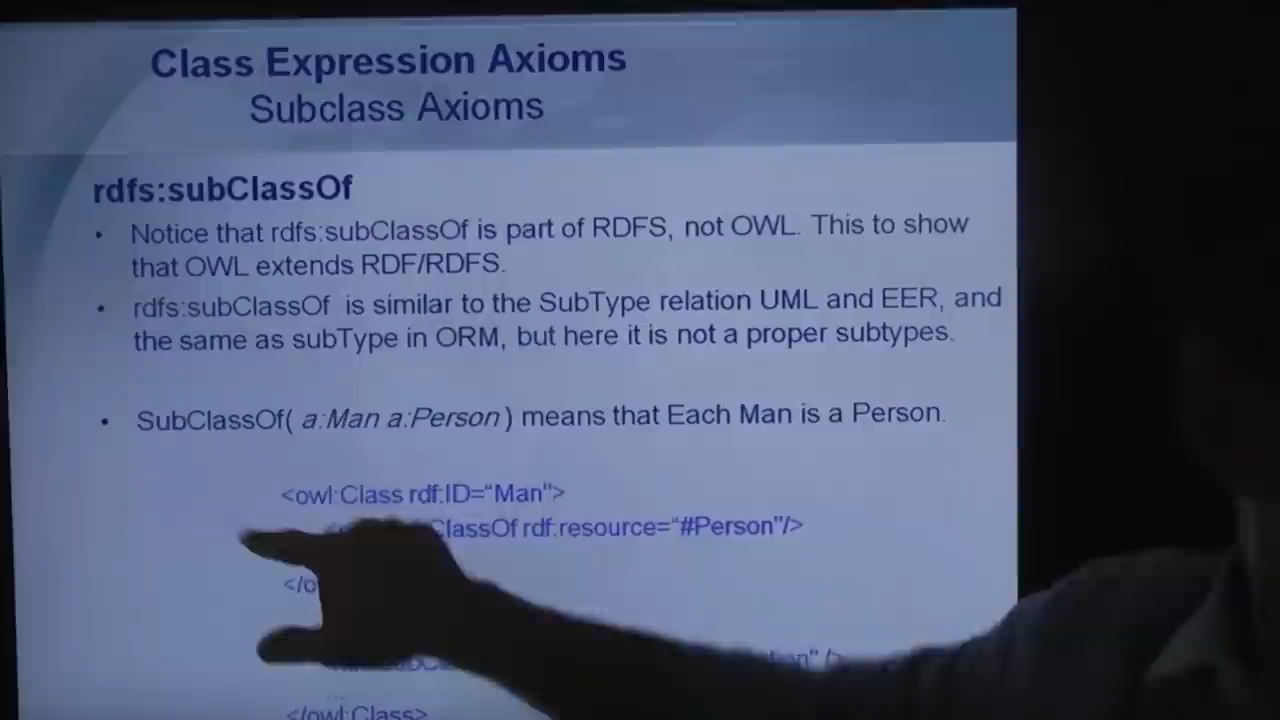 Class Expression Axioms
Subclass Axioms
rdfs:subClassOf
• Notice that rdfs:subClassOf is part of RDFS, not OWL. This to show
that OWL extends RDF/RDFS.
• rdfs:subClassOf is similar to the SubType relation UML and EER, and
the same as subType in ORM, but here it is not a proper subtypes.
• SubClassOf( a:Man a:Person ) means that Each Man is a Person.
<owl:Class rdf:ID=“Man">
ClassOf rdf:resource=“#Person"/>
</o
" />
...
</owl:Class>